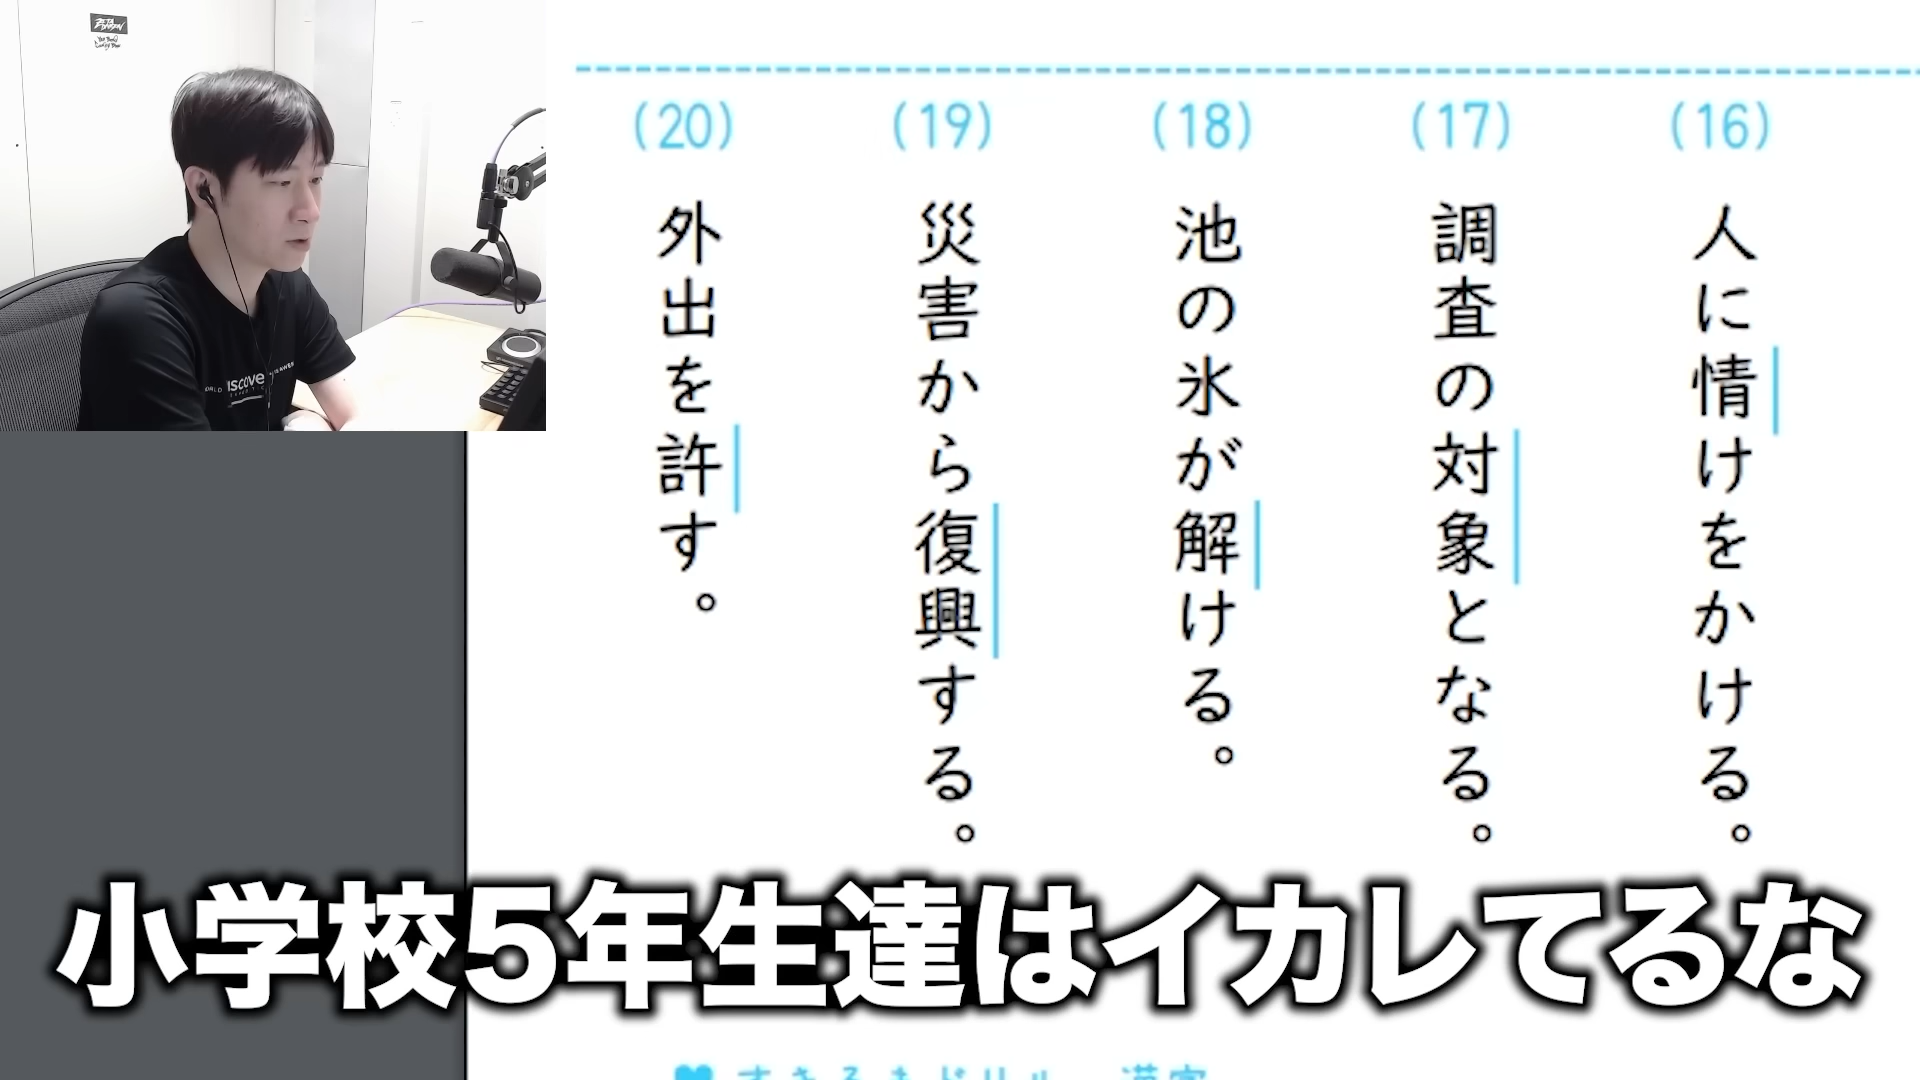 (16)
人に情けをかける。
(17)
調査の対象となる。
(18)
池の氷が解ける。
(19)
災害から復興する。
(20)
外出を許す。
小学校5年生達はイカレてるな